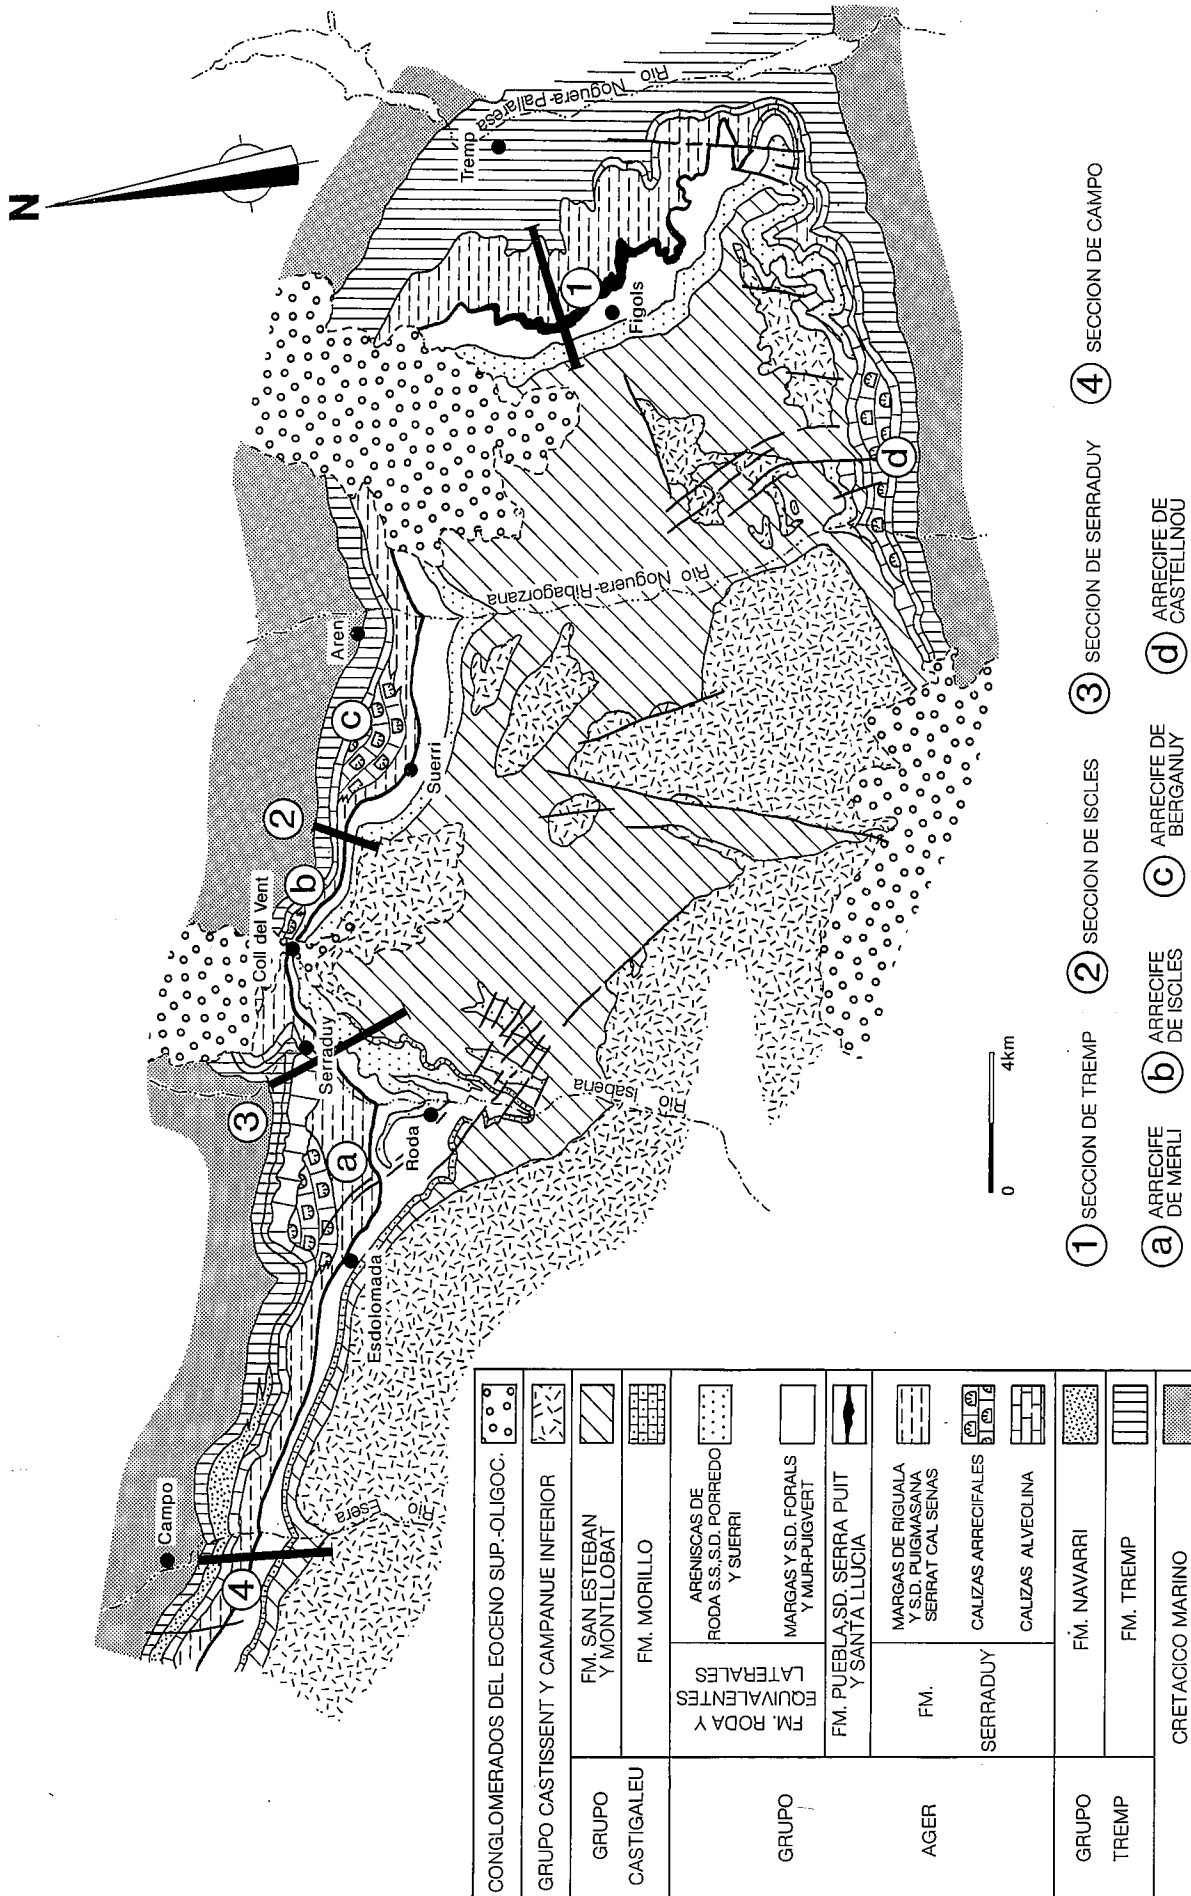 N
Campo
4
Rio
Esera
Esdolomada
a
3
Roda
Serraduy
Rio
Isabena
Coll del Vent
b
2
Suerri
c
Aren
Rio Noguera-Ribagorzana
Tremp
Rio
Noguera-Pallaresa
1
Figols
d
0
4km
1 SECCION DE TREMP
2 SECCION DE ISCLES
3 SECCION DE SERRADUY
4 SECCION DE CAMPO
a ARRECIFE
DE MERLI
b ARRECIFE
DE ISCLES
c ARRECIFE DE
BERGANUY
d ARRECIFE DE
CASTELLNOU
CONGLOMERADOS DEL EOCENO SUP.-OLIGOC.
GRUPO CASTISSENT Y CAMPANUE INFERIOR
GRUPO
CASTIGALEU
FM. SAN ESTEBAN
Y MONTLLOBAT
FM. MORILLO
GRUPO
AGER
FM. RODA Y
EQUIVALENTES
LATERALES
ARENISCAS DE
RODA S.S.,S.D. PORREDO
Y SUERRI
MARGAS Y S.D. FORALS
Y MUR-PUIGVERT
FM. PUEBLA,SD. SERRA PUIT
Y SANTA LLUCIA
FM.
SERRADUY
MARGAS DE RIGUALA
Y S.D. PUIGMASANA
SERRAT CAL SENAS
CALIZAS ARRECIFALES
CALIZAS ALVEOLINA
GRUPO
TREMP
FM. NAVARRI
FM. TREMP
CRETACICO MARINO